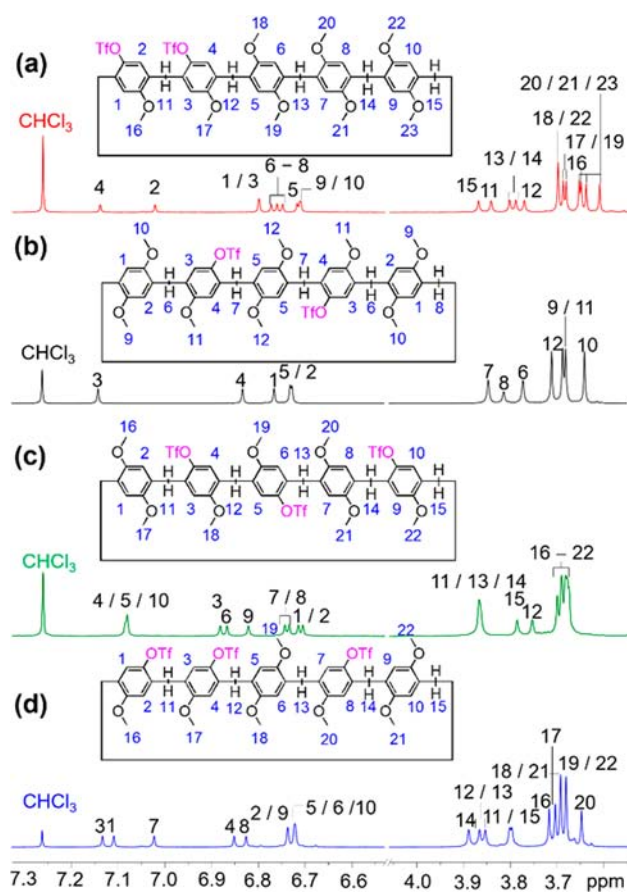 (a)
18 20 22
TfO 2 TfO 4 6 8 10
H H H H H
H H H H H
1 11 3 12 5 13 7 14 9 15
16 17 19 21 23
20 / 21 / 23
18 / 22
17 / 19
16
CHCl3
6 – 8
1 / 3
5
9 / 10
4 2
13 / 14
15 11 12
(b)
10 12 11 9
OTf
1 3 5 7 4 2
H H H H H
H H H H H
2 6 4 7 5 3 6 1 8
TfO
9 11 12 10
CHCl3
3 4 1 5 / 2
9 / 11
12 10
7 8 6
(c)
16 19 20
2 TfO 4 6 13 8 TfO 10
H H H H H
H H H H H
1 11 3 12 5 7 14 9 15
OTf
17 18 21 22
CHCl3
4 / 5 / 10
3 6 9
7 / 8
1 / 2
11 / 13 / 14
15 12
16 – 22
(d)
19 22
1 OTf 3 OTf 5 7 OTf 9
H H H H H
H H H H H
2 11 4 12 6 13 8 14 10 15
16 17 18 20 21
CHCl3
3 1 7 4 8
2 / 9
5 / 6 /10
12 / 13
14 11 / 15
17
18 / 21
19 / 22
16 20
7.3 7.2 7.1 7.0 6.9 6.8 6.7 6.6 4.0 3.8 3.6 ppm